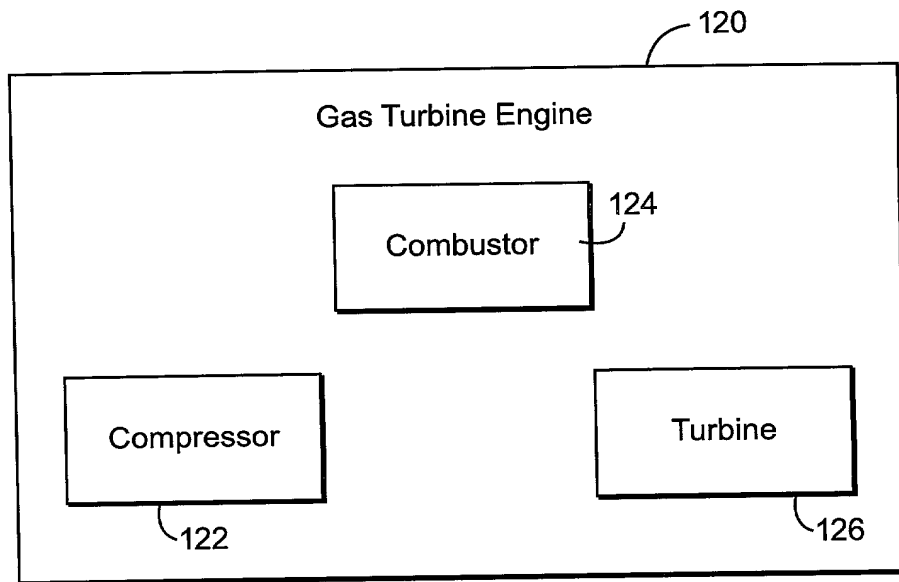 120
Gas Turbine Engine
124
Combustor
Compressor
Turbine
122
126